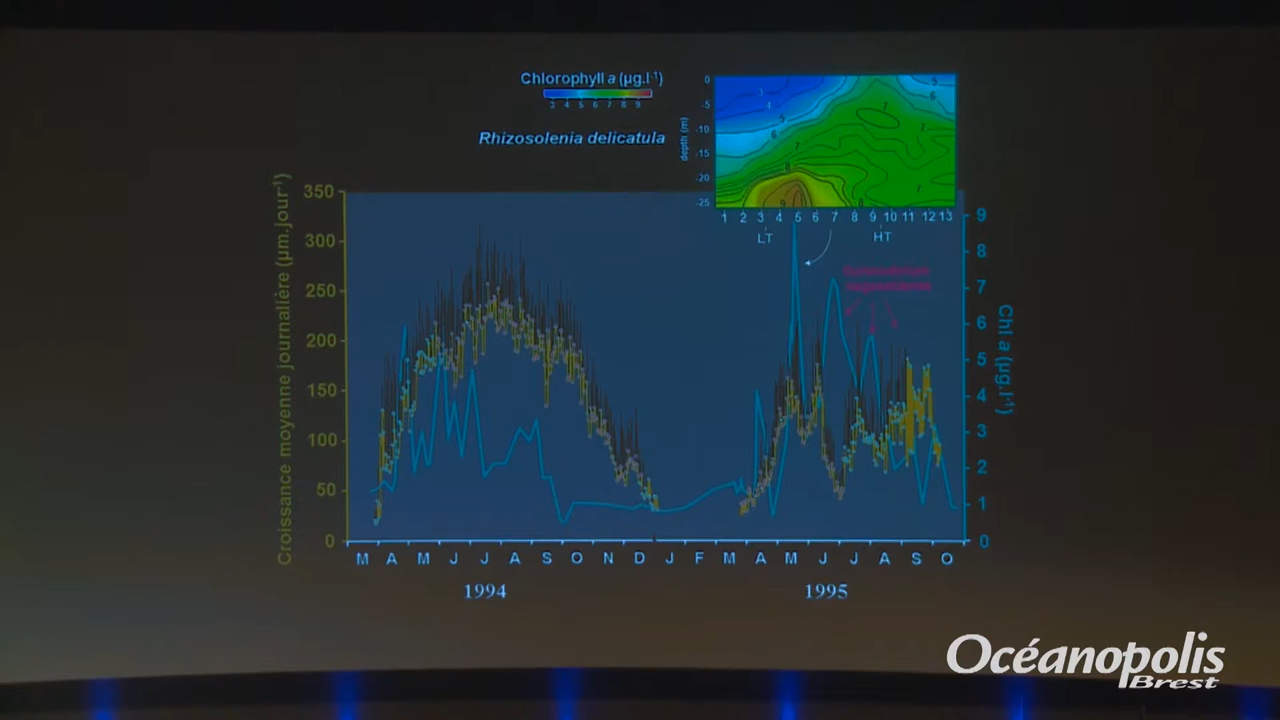 Chlorophyll a (µg.l⁻¹)
3 4 5 6 7 8 9
Rhizosolenia delicatula
depth (m)
0
-5
-10
-15
-20
-25
1 2 3 4 5 6 7 8 9 10 11 12 13
LT HT
Croissance moyenne journalière (µm.jour⁻¹)
350
300
250
200
150
100
50
0
9
8
7
6
5
4
3
2
1
0
Chl a (µg.l⁻¹)
M A M J J A S O N D J F M A M J J A S O
1994 1995
Océanopolis
Brest